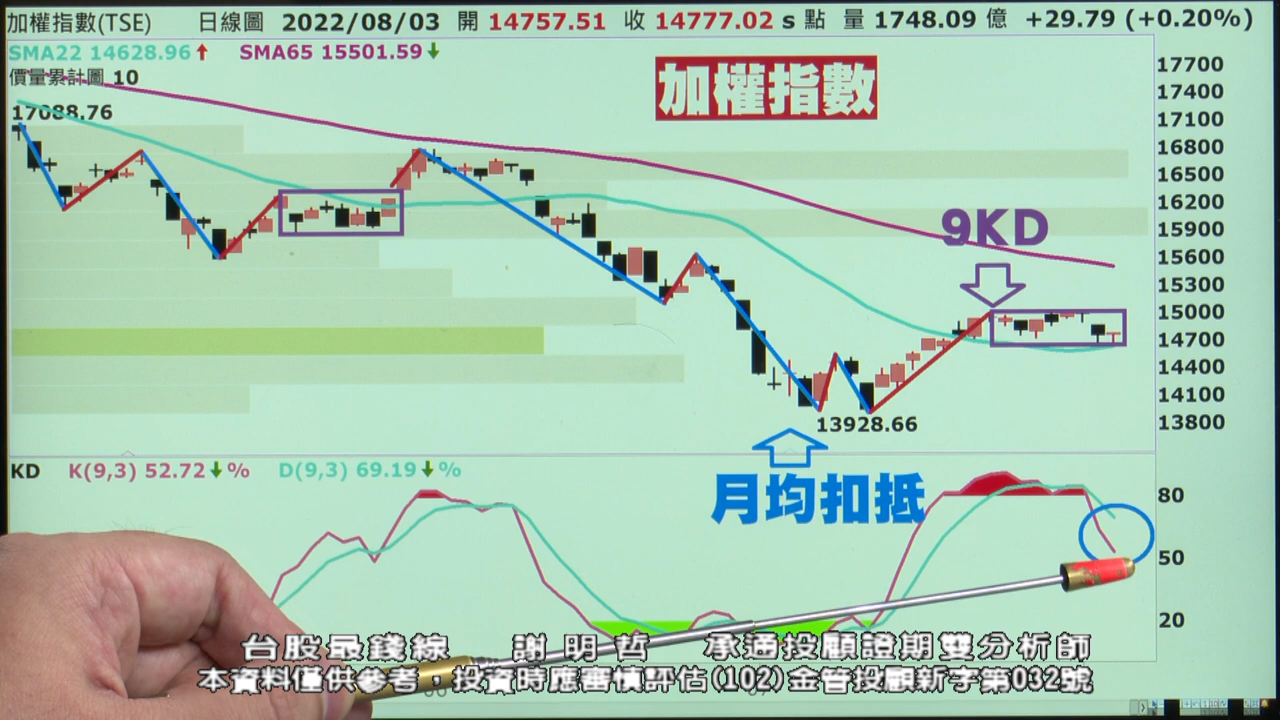 加權指數(TSE) 日線圖 2022/08/03 開 14757.51 收 14777.02 s 點 量 1748.09 億 +29.79 (+0.20%)
SMA22 14628.96 SMA65 15501.59
價量累計圖 10
17088.76
加權指數
17700
17400
17100
16800
16500
16200
15900
15600
15300
15000
14700
14400
14100
13800
9KD
13928.66
月均扣抵
KD K(9,3) 52.72 % D(9,3) 69.19 %
80
50
20
台股最錢線 謝明哲 承通投顧證期雙分析師
本資料僅供參考，投資時應審慎評估(102)金管投顧新字第032號